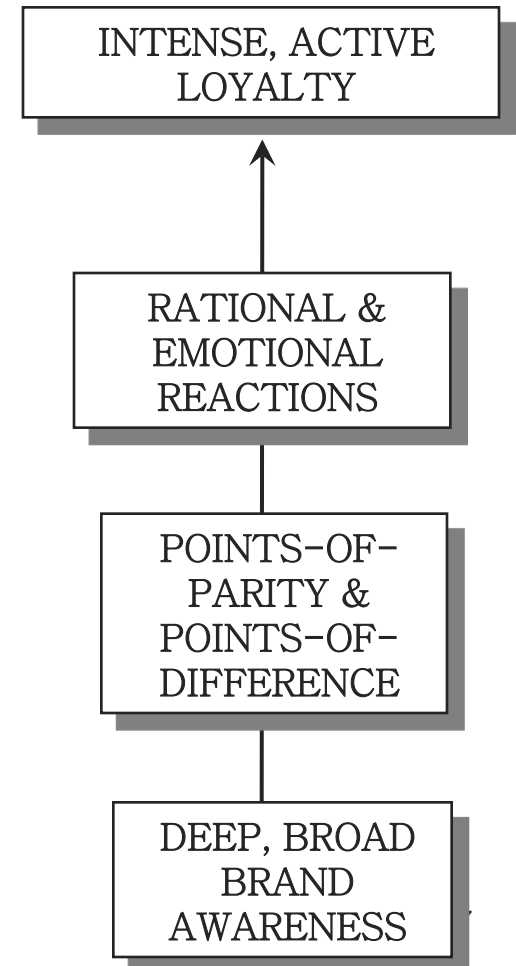 INTENSE, ACTIVE
LOYALTY
RATIONAL &
EMOTIONAL
REACTIONS
POINTS-OF-
PARITY &
POINTS-OF-
DIFFERENCE
DEEP, BROAD
BRAND
AWARENESS